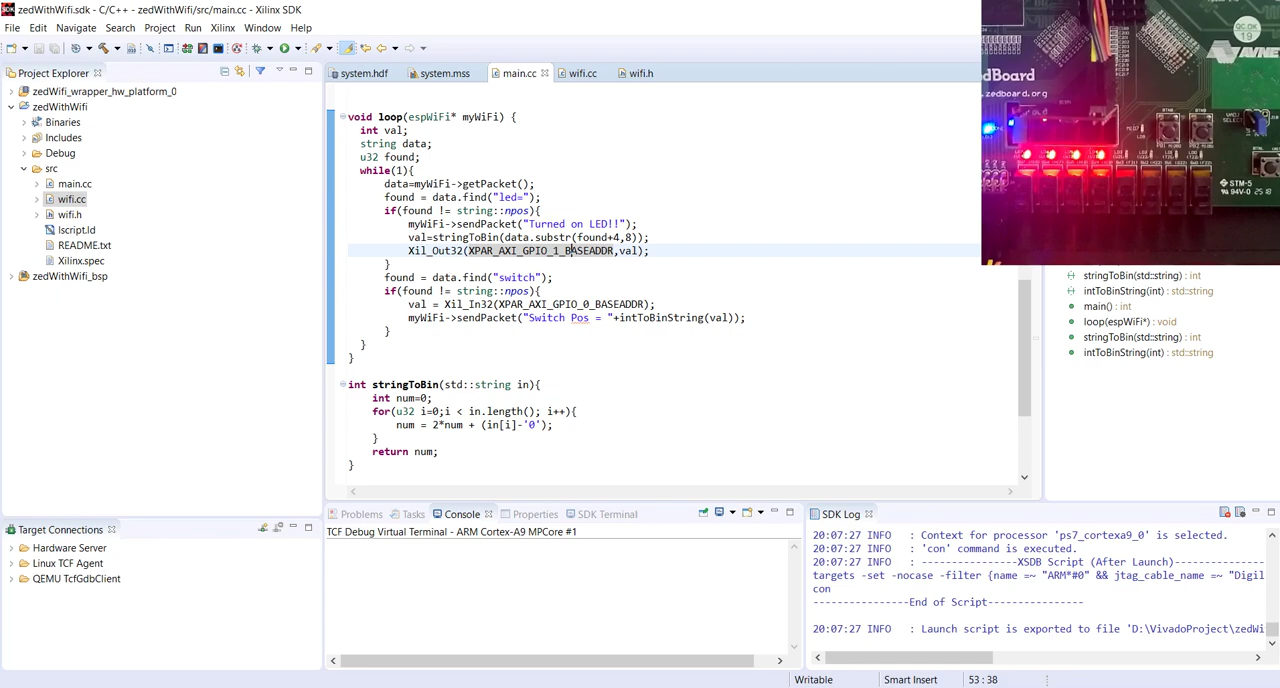 zedWithWifi.sdk - C/C++ - zedWithWifi/src/main.cc - Xilinx SDK
File Edit Navigate Search Project Run Xilinx Window Help
Project Explorer
zedWifi_wrapper_hw_platform_0
zedWithWifi
Binaries
Includes
Debug
src
main.cc
wifi.cc
wifi.h
lscript.ld
README.txt
Xilinx.spec
zedWithWifi_bsp
system.hdf system.mss main.cc wifi.cc wifi.h
void loop(espWiFi* myWiFi) {
int val;
string data;
u32 found;
while(1){
data=myWiFi->getPacket();
found = data.find("led=");
if(found != string::npos){
myWiFi->sendPacket("Turned on LED!!");
val=stringToBin(data.substr(found+4,8));
Xil_Out32(XPAR_AXI_GPIO_1_BASEADDR,val);
}
found = data.find("switch");
if(found != string::npos){
val = Xil_In32(XPAR_AXI_GPIO_0_BASEADDR);
myWiFi->sendPacket("Switch Pos = "+intToBinString(val));
}
}
}
int stringToBin(std::string in){
int num=0;
for(u32 i=0;i < in.length(); i++){
num = 2*num + (in[i]-'0');
}
return num;
}
QC.OK
19
AVNE
dBoard
zedboard.org
STM-5
94V-0 2518
stringToBin(std::string) : int
intToBinString(int) : std::string
main() : int
loop(espWiFi*) : void
stringToBin(std::string) : int
intToBinString(int) : std::string
Target Connections
Hardware Server
Linux TCF Agent
QEMU TcfGdbClient
Problems Tasks Console Properties SDK Terminal
TCF Debug Virtual Terminal - ARM Cortex-A9 MPCore #1
SDK Log
20:07:27 INFO : Context for processor 'ps7_cortexa9_0' is selected.
20:07:27 INFO : 'con' command is executed.
20:07:27 INFO : ---------------XSDB Script (After Launch)---------------
targets -set -nocase -filter {name =~ "ARM*#0" && jtag_cable_name =~ "Digil
con
----------------End of Script----------------
20:07:27 INFO : Launch script is exported to file 'D:\VivadoProject\zedWi
Writable Smart Insert 53 : 38